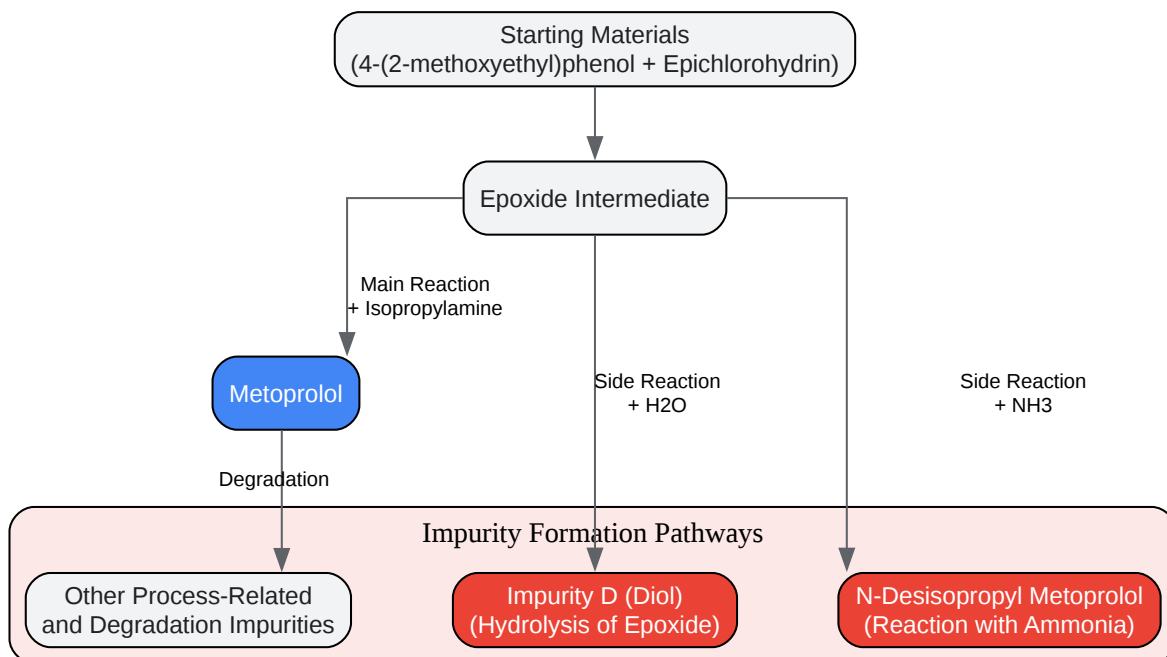 Starting Materials
(4-(2-methoxyethyl)phenol + Epichlorohydrin)
Epoxide Intermediate
Main Reaction
+ Isopropylamine
Metoprolol
Side Reaction
+ H2O
Side Reaction
+ NH3
Degradation
Impurity Formation Pathways
Other Process-Related
and Degradation Impurities
Impurity D (Diol)
(Hydrolysis of Epoxide)
N-Desisopropyl Metoprolol
(Reaction with Ammonia)